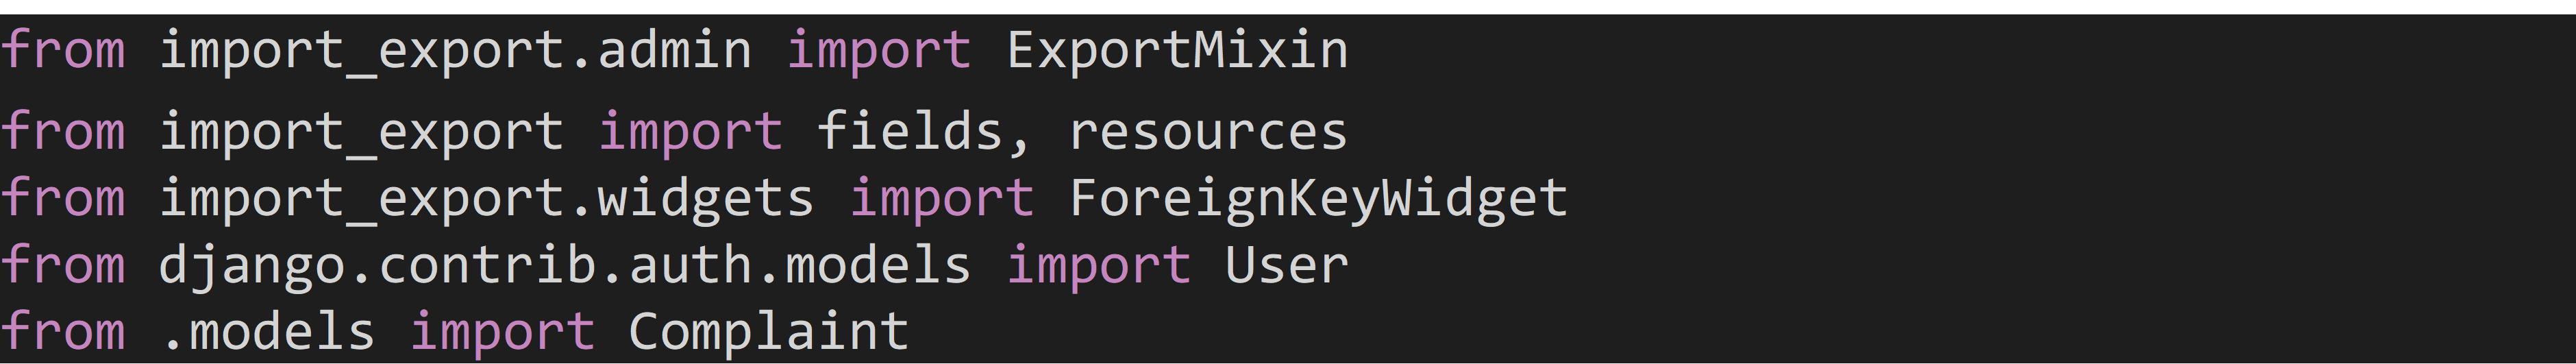 from import_export.admin import ExportMixin
from import_export import fields, resources
from import_export.widgets import ForeignKeyWidget
from django.contrib.auth.models import User
from .models import Complaint